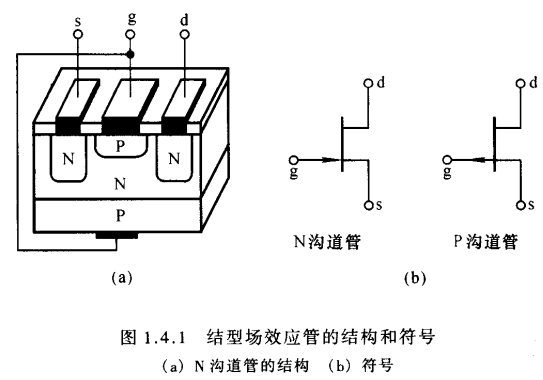 s g d
P
N N
N
P
(a)
d
g
s
N沟道管
d
g
s
P沟道管
(b)
图 1.4.1 结型场效应管的结构和符号
(a) N沟道管的结构 (b) 符号